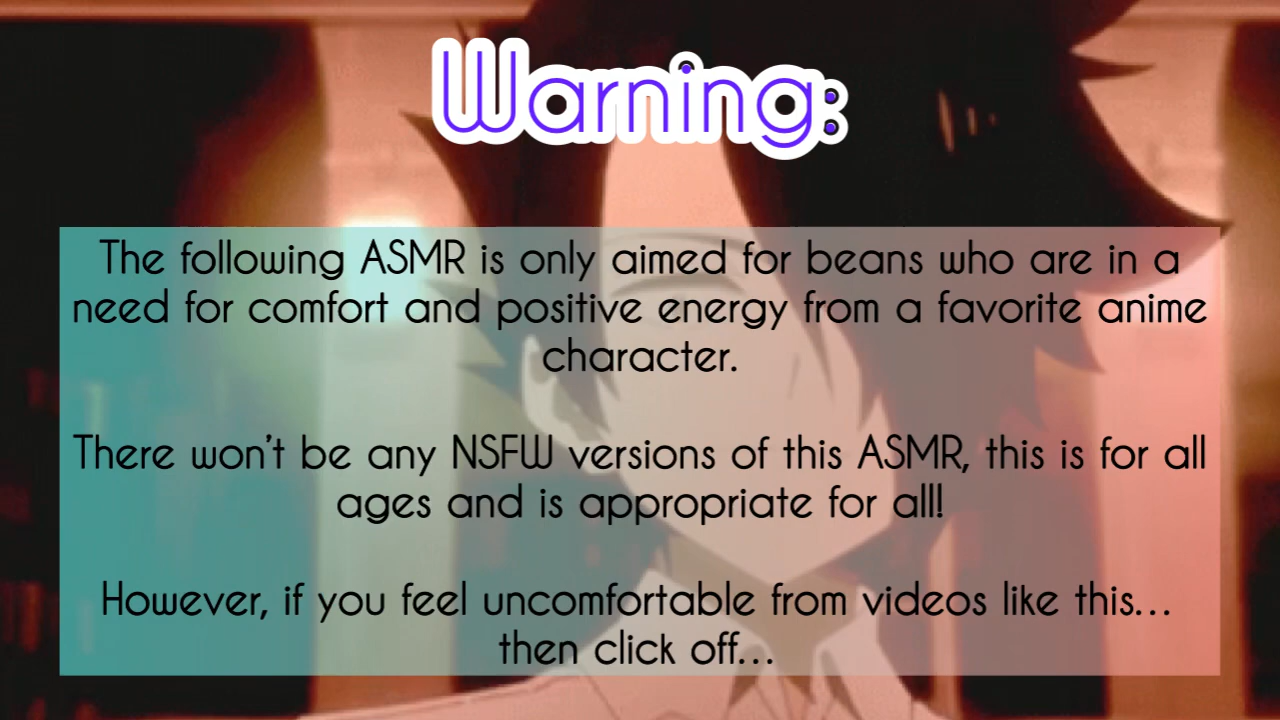 Warning:
The following ASMR is only aimed for beans who are in a
need for comfort and positive energy from a favorite anime
character.
There won't be any NSFW versions of this ASMR, this is for all
ages and is appropriate for all!
However, if you feel uncomfortable from videos like this...
then click off...